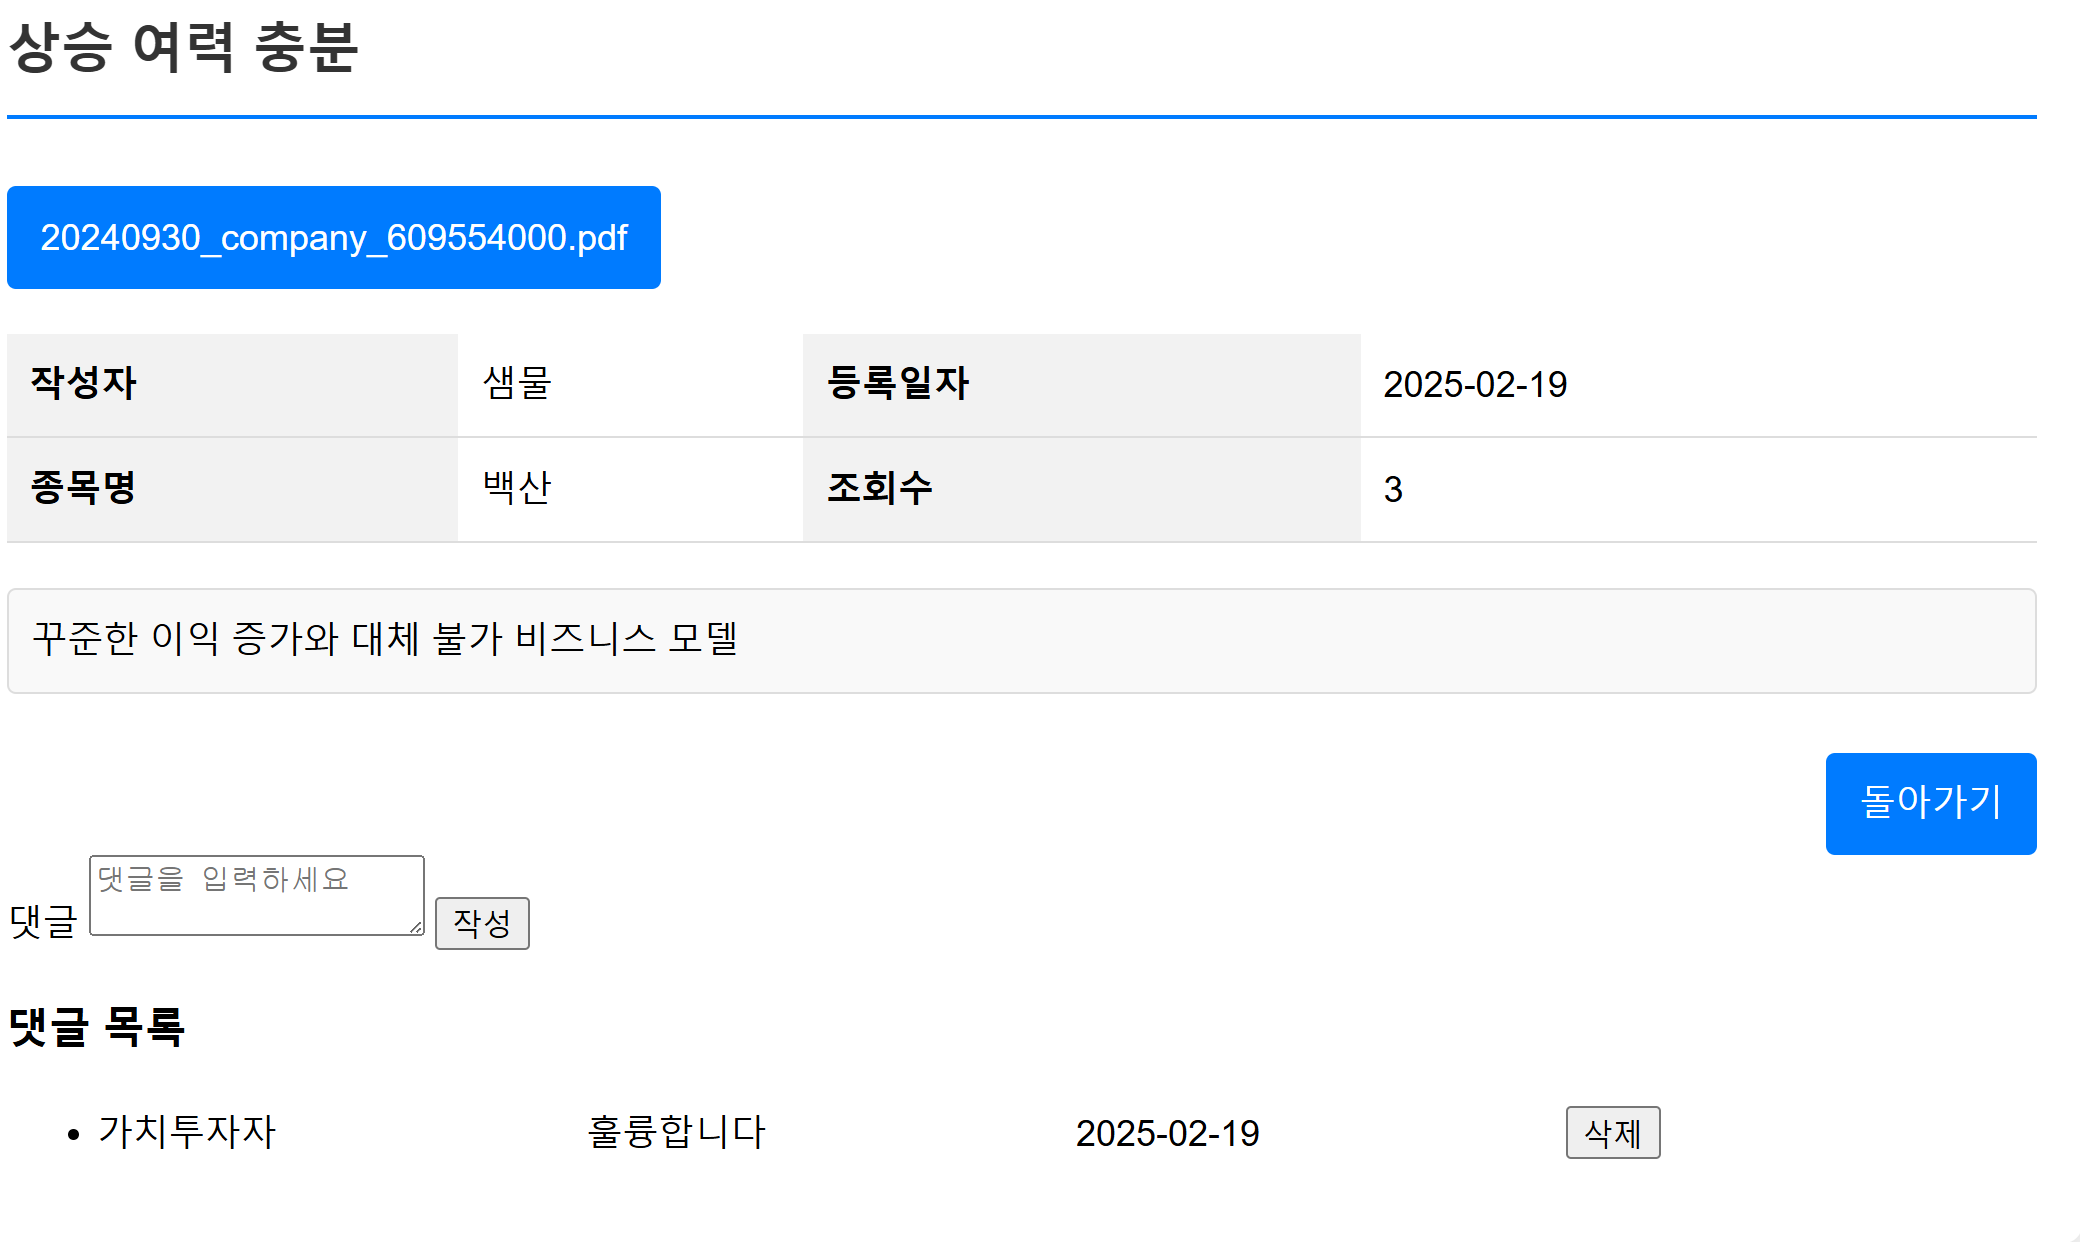 상승 여력 충분
20240930_company_609554000.pdf
작성자 샘물 등록일자 2025-02-19
종목명 백산 조회수 3
꾸준한 이익 증가와 대체 불가 비즈니스 모델
돌아가기
댓글 댓글을 입력하세요 작성
댓글 목록
• 가치투자자 훌륭합니다 2025-02-19 삭제